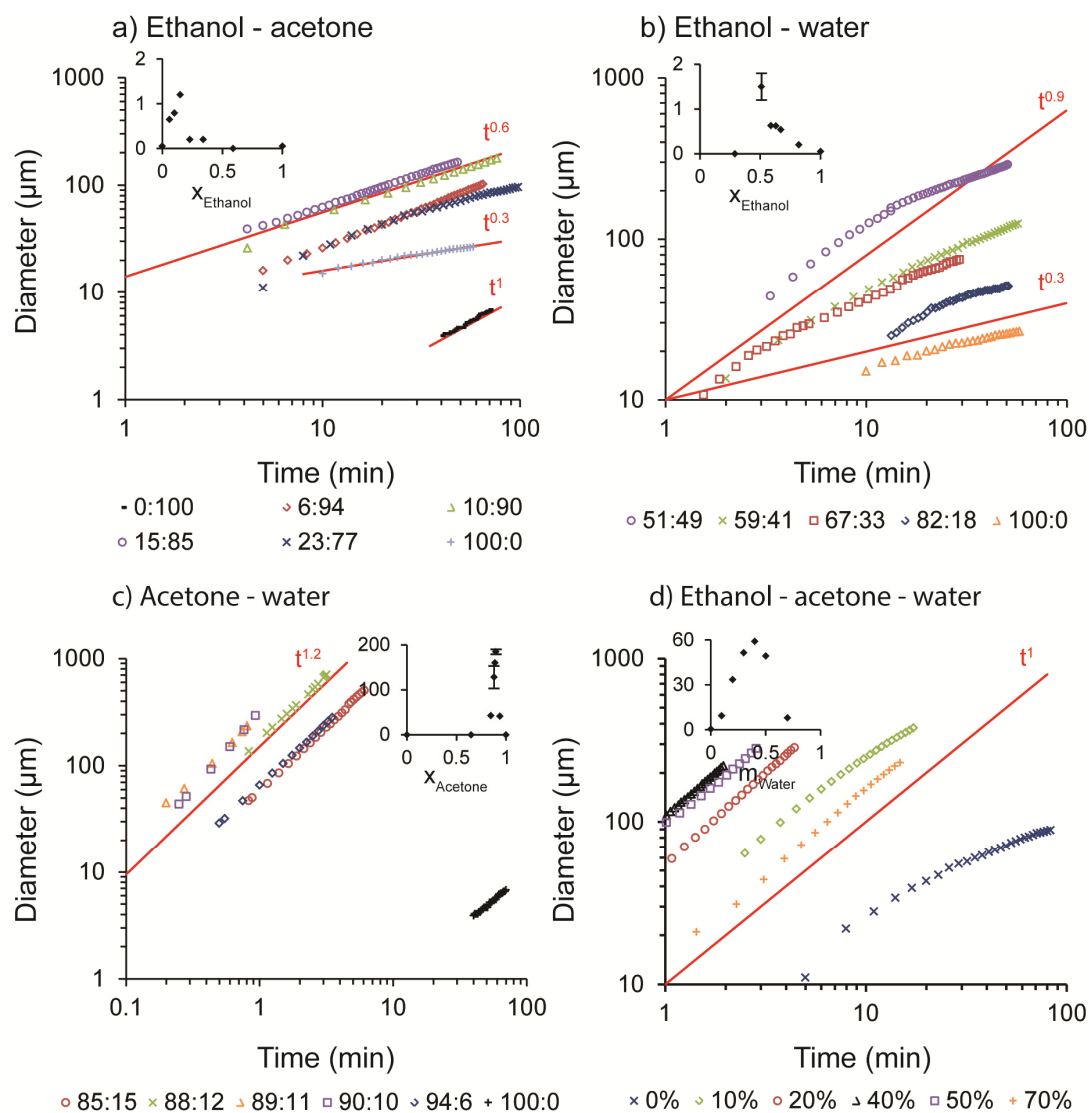 a) Ethanol - acetone
2
1
0
0 0.5 1
xEthanol
1000
100
10
1
1 10 100
Diameter (µm)
Time (min)
t0.6
t0.3
t1
0:100 6:94 10:90
15:85 23:77 100:0
b) Ethanol - water
2
1
0
0 0.5 1
xEthanol
1000
100
10
1 10 100
Diameter (µm)
Time (min)
t0.9
t0.3
51:49 59:41 67:33 82:18 100:0
c) Acetone - water
200
100
0
0 0.5 1
xAcetone
1000
100
10
1
0.1 1 10 100
Diameter (µm)
Time (min)
t1.2
85:15 88:12 89:11 90:10 94:6 100:0
d) Ethanol - acetone - water
60
30
0
0 0.5 1
mWater
1000
100
10
1 10 100
Diameter (µm)
Time (min)
t1
0% 10% 20% 40% 50% 70%